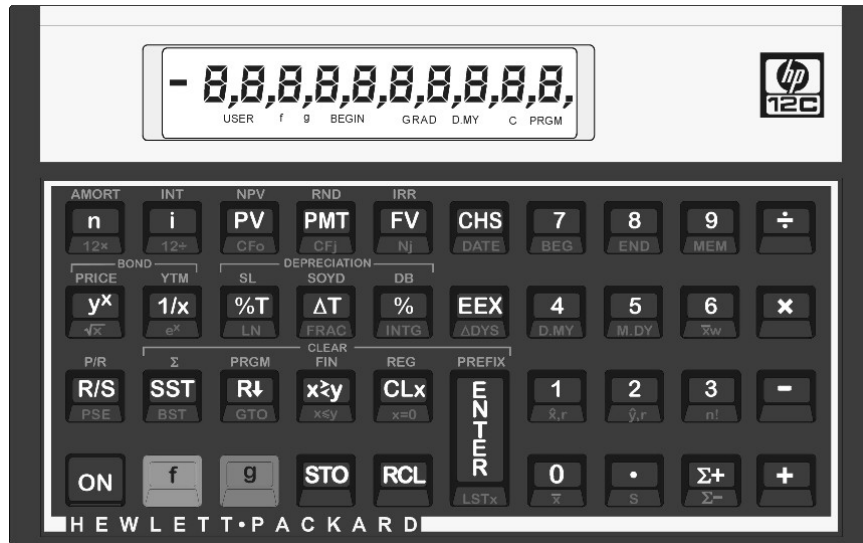 -8,8,8,8,8,8,8,8,8,8,
USER f g BEGIN GRAD D.MY C PRGM
hp
12C
AMORT INT NPV RND IRR
n i PV PMT FV CHS 7 8 9 ÷
12× 12÷ CFo CFj Nj DATE BEG END MEM
BOND DEPRECIATION
PRICE YTM SL SOYD DB
yx 1/x %T ΔT % EEX 4 5 6 ×
√x ex LN FRAC INTG ΔDYS D.MY M.DY x̅w
CLEAR
P/R Σ PRGM FIN REG PREFIX
R/S SST R↓ x≷y CLx ENTER 1 2 3 −
PSE BST GTO x≤y x=0 x̂,r ŷ,r n!
ON f g STO RCL 0 • Σ+ +
LSTx x̅ S Σ−
HEWLETT•PACKARD